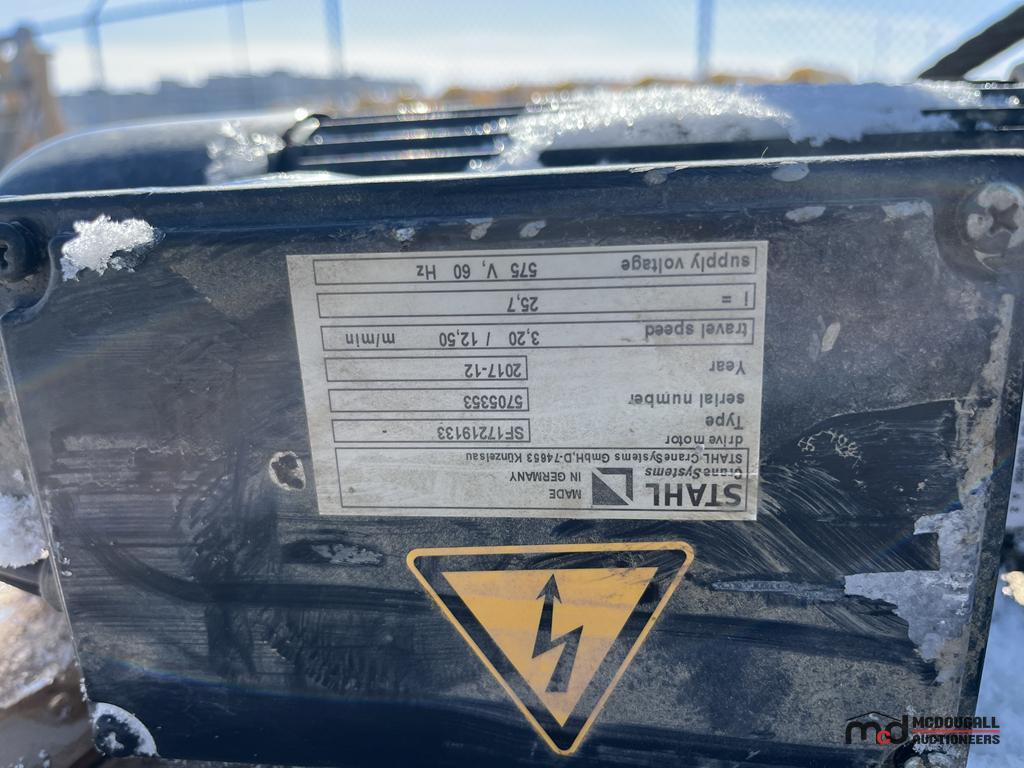 STAHL
CraneSystems
MADE
IN GERMANY
STAHL CraneSystems GmbH,D-74653 Künzelsau
drive motor
Type SF17219133 -
serial number 5705353
Year 2017-12
travel speed 3,20 / 12,50 m/min
i = 25,7
supply voltage 575 V, 60 Hz
mcd MCDOUGALL
AUCTIONEERS